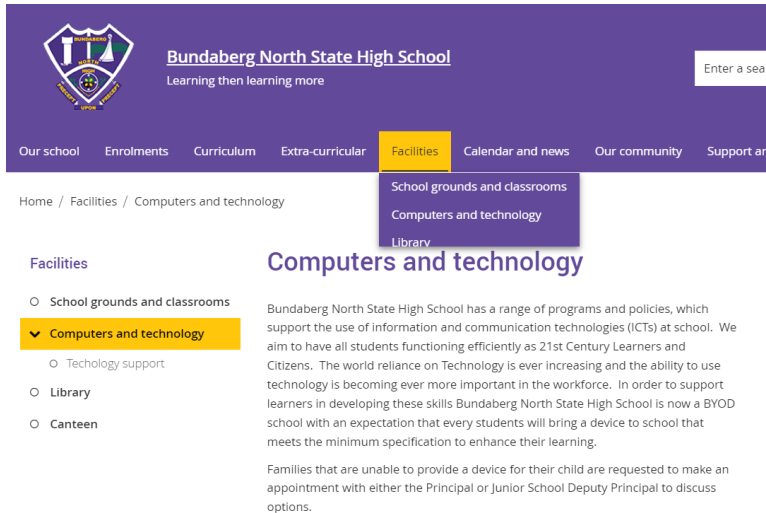 BUNDABERG
NORTH
HIGH
PRECEPT UPON PRECEPT
Bundaberg North State High School
Learning then learning more
Enter a sea
Our school Enrolments Curriculum Extra-curricular Facilities Calendar and news Our community Support ar
School grounds and classrooms
Computers and technology
Library
Home / Facilities / Computers and technology
Facilities
School grounds and classrooms
Computers and technology
Techology support
Library
Canteen
Computers and technology
Bundaberg North State High School has a range of programs and policies, which
support the use of information and communication technologies (ICTs) at school. We
aim to have all students functioning efficiently as 21st Century Learners and
Citizens. The world reliance on Technology is ever increasing and the ability to use
technology is becoming ever more important in the workforce. In order to support
learners in developing these skills Bundaberg North State High School is now a BYOD
school with an expectation that every students will bring a device to school that
meets the minimum specification to enhance their learning.
Families that are unable to provide a device for their child are requested to make an
appointment with either the Principal or Junior School Deputy Principal to discuss
options.